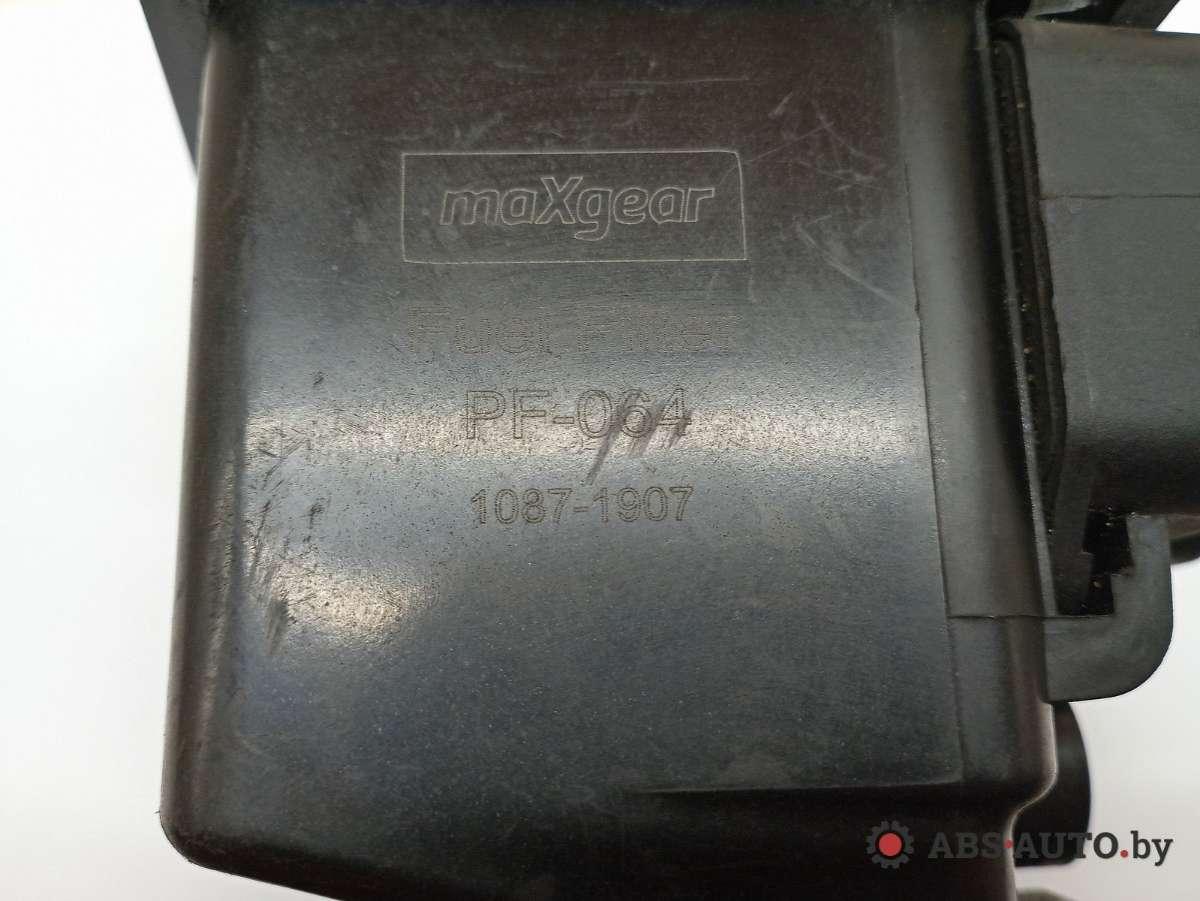 maXgear
Fuel Filter
PF-064
1087-1907
ABS-AUTO.by